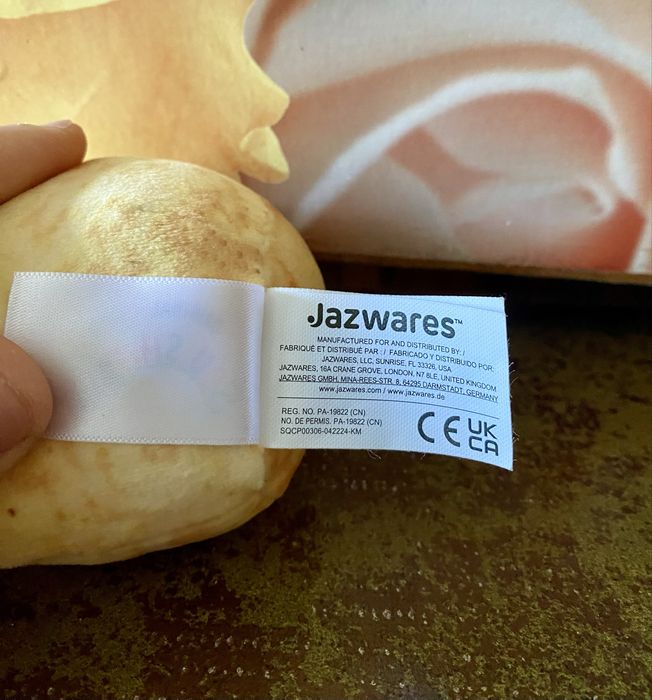 Jazwares™
MANUFACTURED FOR AND DISTRIBUTED BY: /
FABRIQUÉ ET DISTRIBUÉ PAR : / FABRICADO Y DISTRIBUIDO POR:
JAZWARES, LLC, SUNRISE, FL 33326, USA
JAZWARES, 16A CRANE GROVE, LONDON, N7 8LE, UNITED KINGDOM
JAZWARES GMBH, MINA-REES-STR. 8, 64295 DARMSTADT, GERMANY
www.jazwares.com / www.jazwares.de
REG. NO. PA-19822 (CN)
NO. DE PERMIS. PA-19822 (CN)
SQCP00306-042224-KM
CE UK
CA